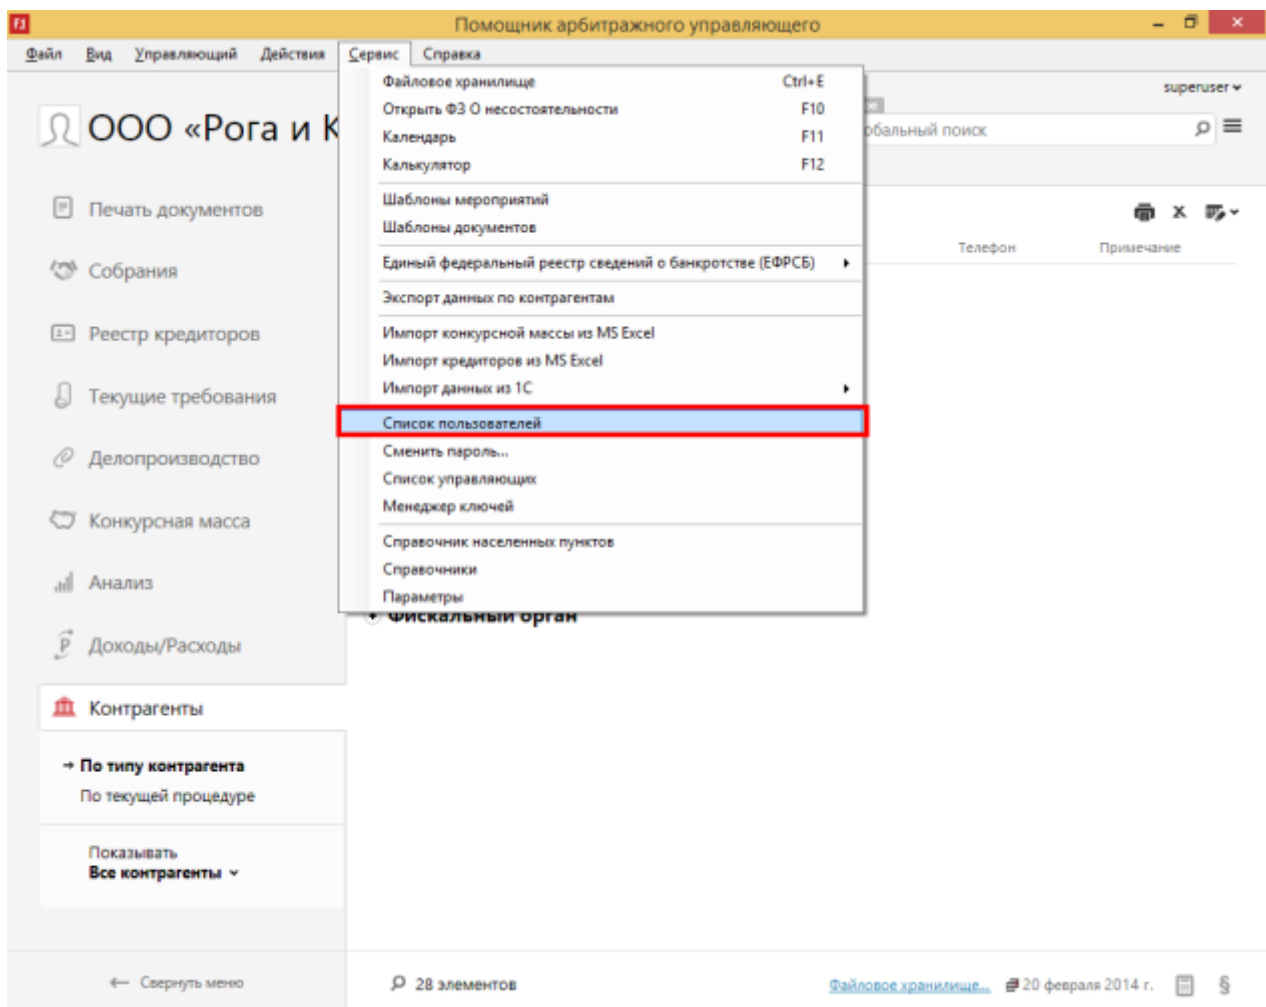 Помощник арбитражного управляющего
Файл Вид Управляющий Действия Сервис Справка
superuser
ООО «Рога и К
обальный поиск
Файловое хранилище Ctrl+E
Открыть ФЗ О несостоятельности F10
Календарь F11
Калькулятор F12
Шаблоны мероприятий
Шаблоны документов
Единый федеральный реестр сведений о банкротстве (ЕФРСБ)
Экспорт данных по контрагентам
Импорт конкурсной массы из MS Excel
Импорт кредиторов из MS Excel
Импорт данных из 1С
Список пользователей
Сменить пароль...
Список управляющих
Менеджер ключей
Справочник населенных пунктов
Справочники
Параметры
Телефон Примечание
Фискальный орган
Печать документов
Собрания
Реестр кредиторов
Текущие требования
Делопроизводство
Конкурсная масса
Анализ
Доходы/Расходы
Контрагенты
→ По типу контрагента
По текущей процедуре
Показывать
Все контрагенты
← Свернуть меню
28 элементов
Файловое хранилище... 20 февраля 2014 г. §